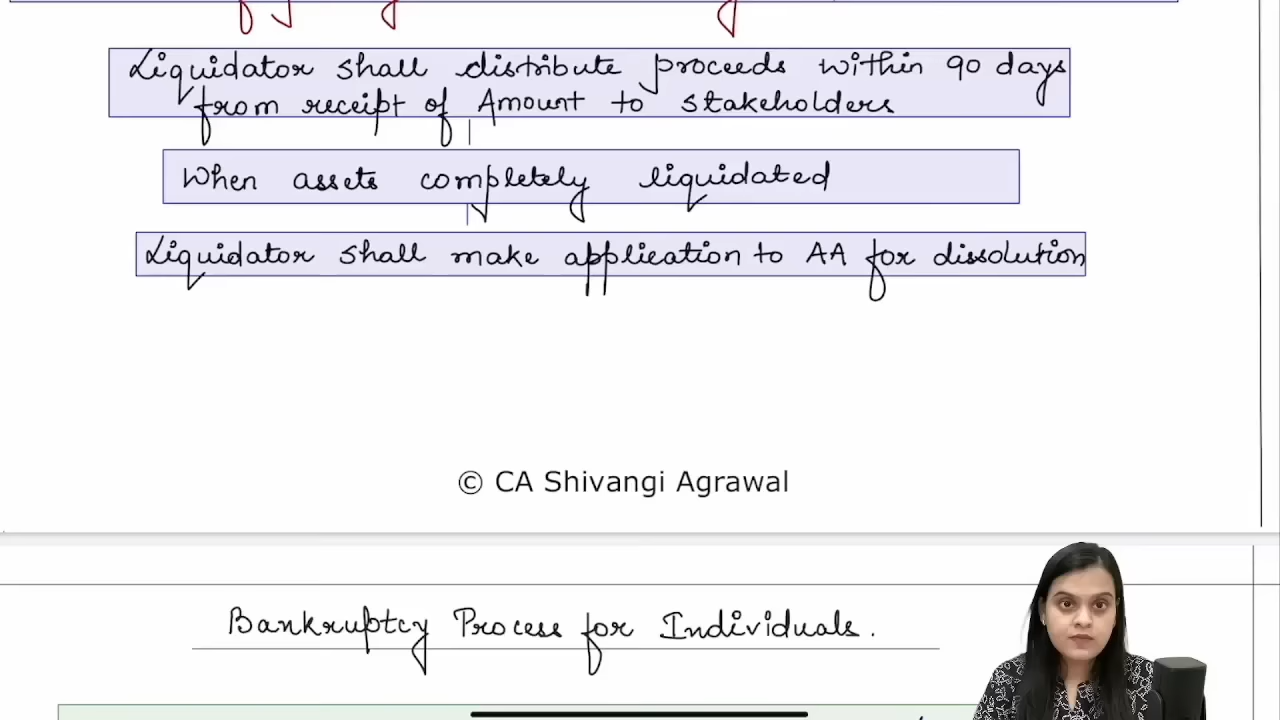 Liquidator shall distribute proceeds within 90 days
from receipt of Amount to stakeholders
When assets completely liquidated
Liquidator shall make application to AA for dissolution
© CA Shivangi Agrawal
Bankruptcy Process for Individuals.